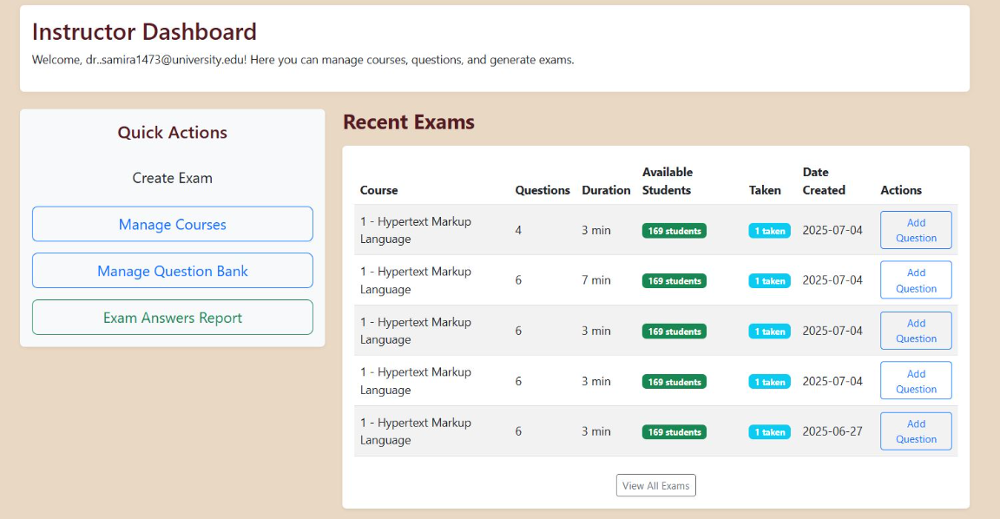 Instructor Dashboard
Welcome, dr..samira1473@university.edu! Here you can manage courses, questions, and generate exams.
Quick Actions
Create Exam
Manage Courses
Manage Question Bank
Exam Answers Report
Recent Exams
Course Questions Duration Available Students Taken Date Created Actions
1 - Hypertext Markup Language 4 3 min 169 students 1 taken 2025-07-04 Add Question
1 - Hypertext Markup Language 6 7 min 169 students 1 taken 2025-07-04 Add Question
1 - Hypertext Markup Language 6 3 min 169 students 1 taken 2025-07-04 Add Question
1 - Hypertext Markup Language 6 3 min 169 students 1 taken 2025-07-04 Add Question
1 - Hypertext Markup Language 6 3 min 169 students 1 taken 2025-06-27 Add Question
View All Exams